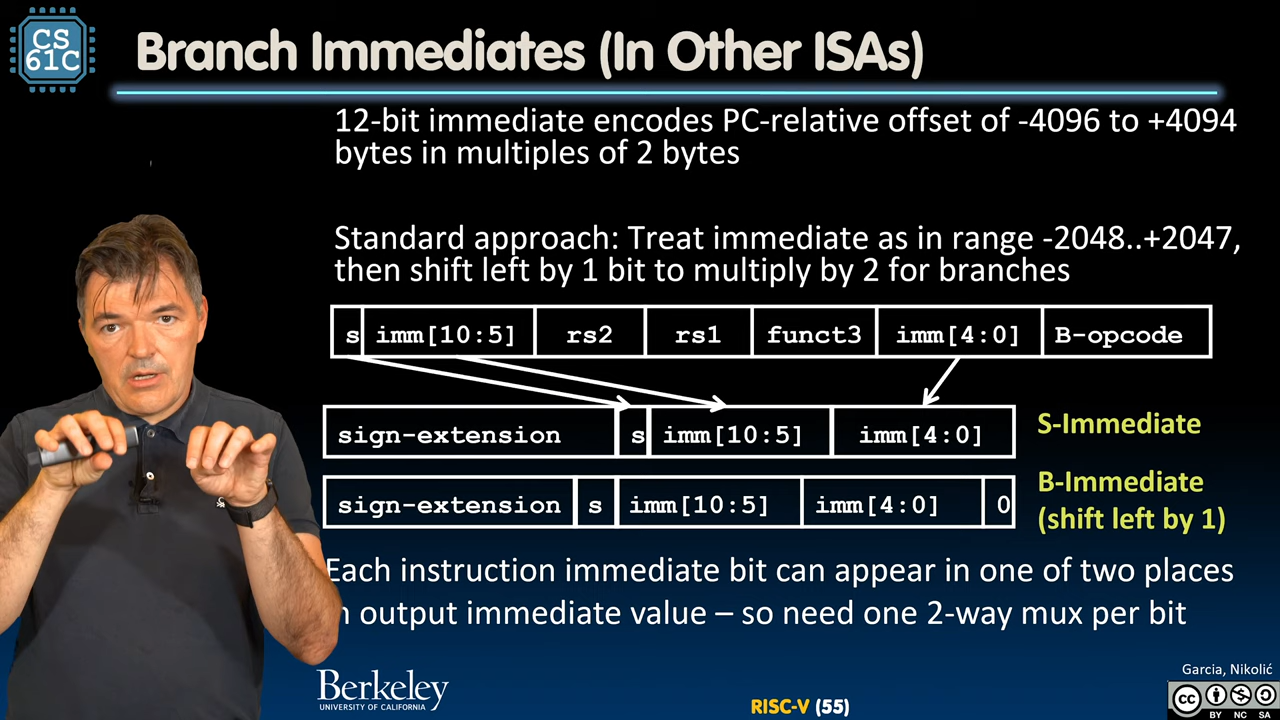 CS
61C
Branch Immediates (In Other ISAs)
12-bit immediate encodes PC-relative offset of -4096 to +4094
bytes in multiples of 2 bytes
Standard approach: Treat immediate as in range -2048..+2047,
then shift left by 1 bit to multiply by 2 for branches
s imm[10:5] rs2 rs1 funct3 imm[4:0] B-opcode
sign-extension s imm[10:5] imm[4:0] S-Immediate
B-Immediate
sign-extension s imm[10:5] imm[4:0] 0
(shift left by 1)
Each instruction immediate bit can appear in one of two places
n output immediate value – so need one 2-way mux per bit
Berkeley
UNIVERSITY OF CALIFORNIA
RISC-V (55)
Garcia, Nikolić
CC BY NC SA